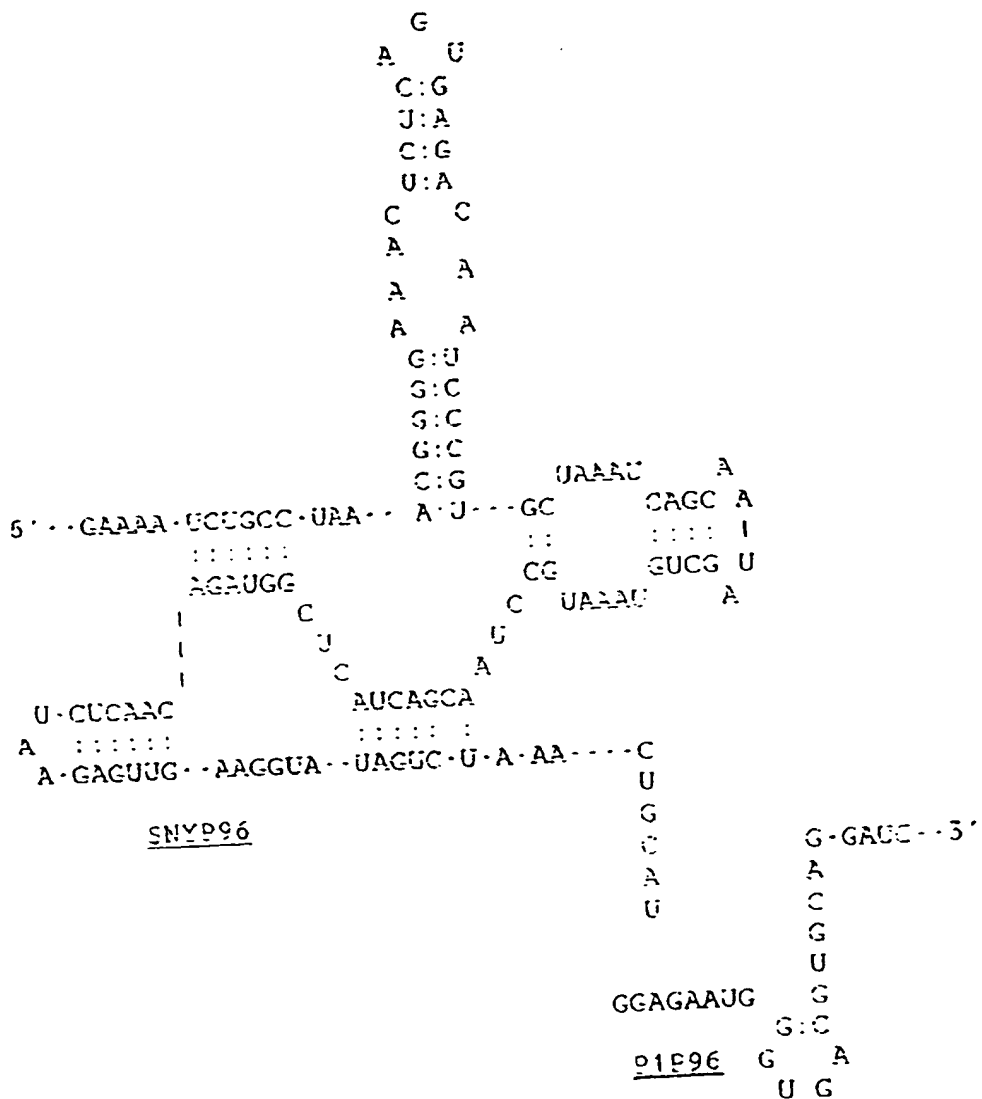 G
A U
C:G
U:A
C:G
U:A
C C
A
A
A
A A
G:U
G:C
G:C
G:C
C:G
UAAAU A
5'--GAAAA-UCUGCC-UAA-- A-U---GC CAGC A
:::::: :: ::::
AGAUGG CG GUCG U
C C UAAAU A
U U
C A
U-CUCAAC AUCAGCA
A :::::: ::::: :
A-GAGUUG--AAGGUA--UAGUC-U-A-AA----C
U
SNYP96 G
C G-GAUC--3'
A A
U C
G
U
GGAGAAUG G
G:C
P1P96 G A
U G